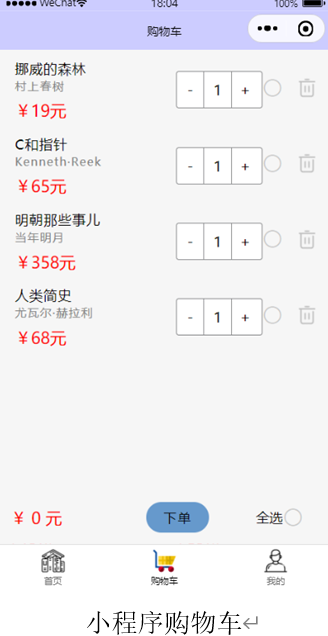 WeChat 18:04 100%
购物车
挪威的森林
村上春树
￥19元
- 1 +
C和指针
Kenneth·Reek
￥65元
- 1 +
明朝那些事儿
当年明月
￥358元
- 1 +
人类简史
尤瓦尔·赫拉利
￥68元
- 1 +
￥ 0 元 下单 全选
首页 购物车 我的
小程序购物车